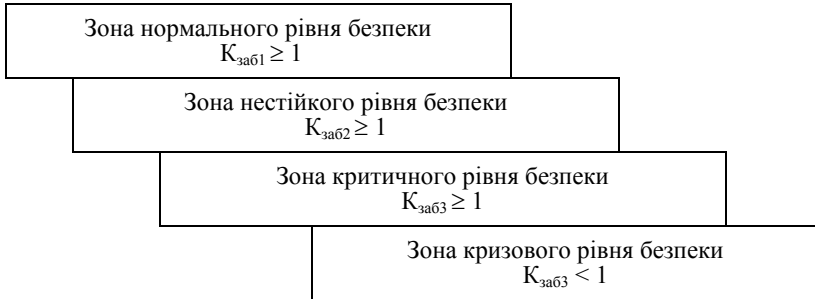 Зона нормального рівня безпеки
Кзаб1 ≥ 1
Зона нестійкого рівня безпеки
Кзаб2 ≥ 1
Зона критичного рівня безпеки
Кзаб3 ≥ 1
Зона кризового рівня безпеки
Кзаб3 < 1